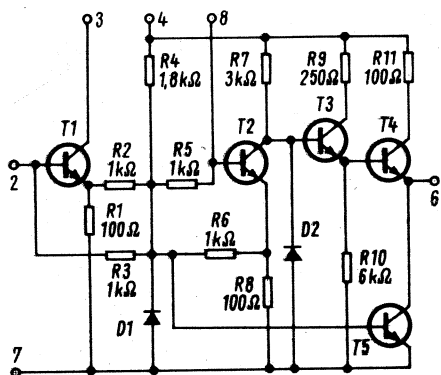 3 4 8
R4 1,8kΩ
R7 3kΩ
R9 250Ω
R11 100Ω
T1
T2
T3
T4
2
R2 1kΩ
R5 1kΩ
6
R1 100Ω
R6 1kΩ
D2
R3 1kΩ
R8 100Ω
R10 6kΩ
D1
T5
7